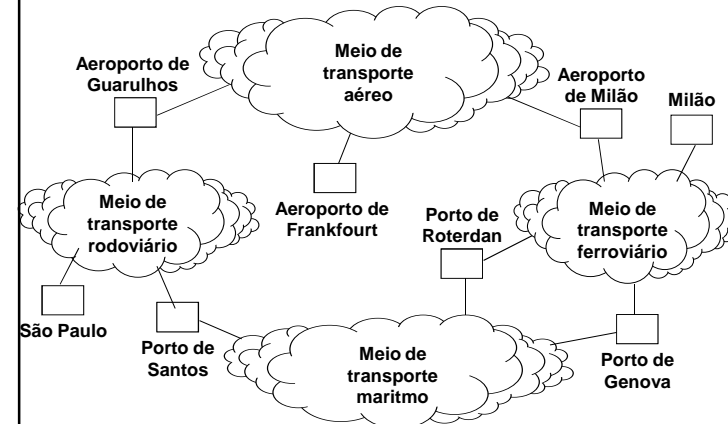 Meio de
transporte
aéreo
Aeroporto de
Guarulhos
Aeroporto
de Milão
Milão
Aeroporto de
Frankfourt
Meio de
transporte
rodoviário
Porto de
Roterdan
Meio de
transporte
ferroviário
São Paulo
Porto de
Santos
Meio de
transporte
maritmo
Porto de
Genova